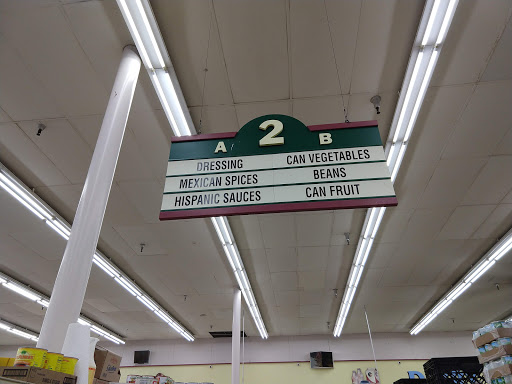 A 2 B
DRESSING CAN VEGETABLES
MEXICAN SPICES BEANS
HISPANIC SAUCES CAN FRUIT